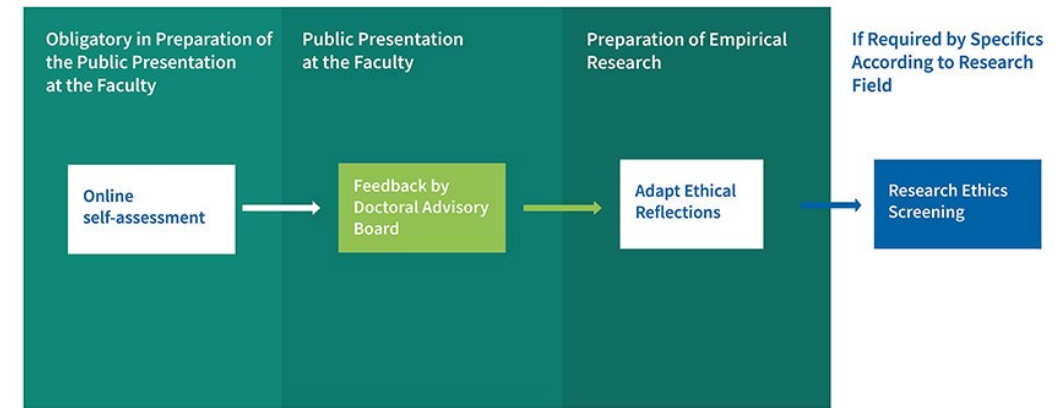 Obligatory in Preparation of
the Public Presentation
at the Faculty
Public Presentation
at the Faculty
Preparation of Empirical
Research
If Required by Specifics
According to Research
Field
Online
self-assessment
Feedback by
Doctoral Advisory
Board
Adapt Ethical
Reflections
Research Ethics
Screening